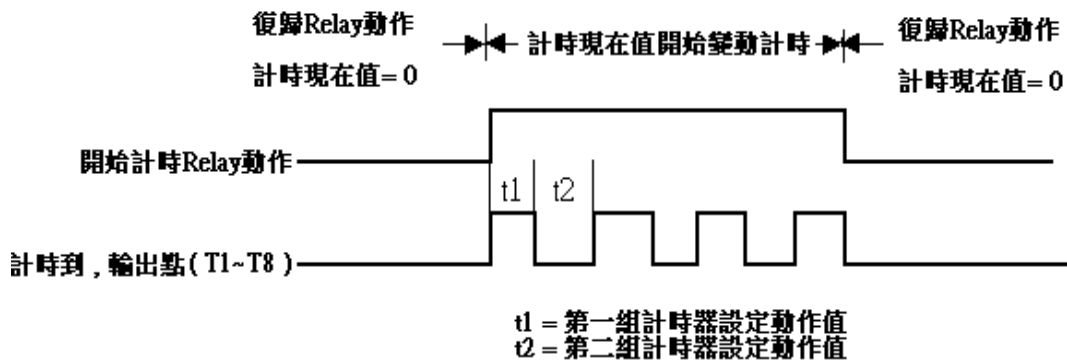 復歸Relay動作
計時現在值= 0
計時現在值開始變動計時
復歸Relay動作
計時現在值= 0
開始計時Relay動作
t1
t2
計時到 , 輸出點 ( T1~T8 )
t1 = 第一組計時器設定動作值
t2 = 第二組計時器設定動作值